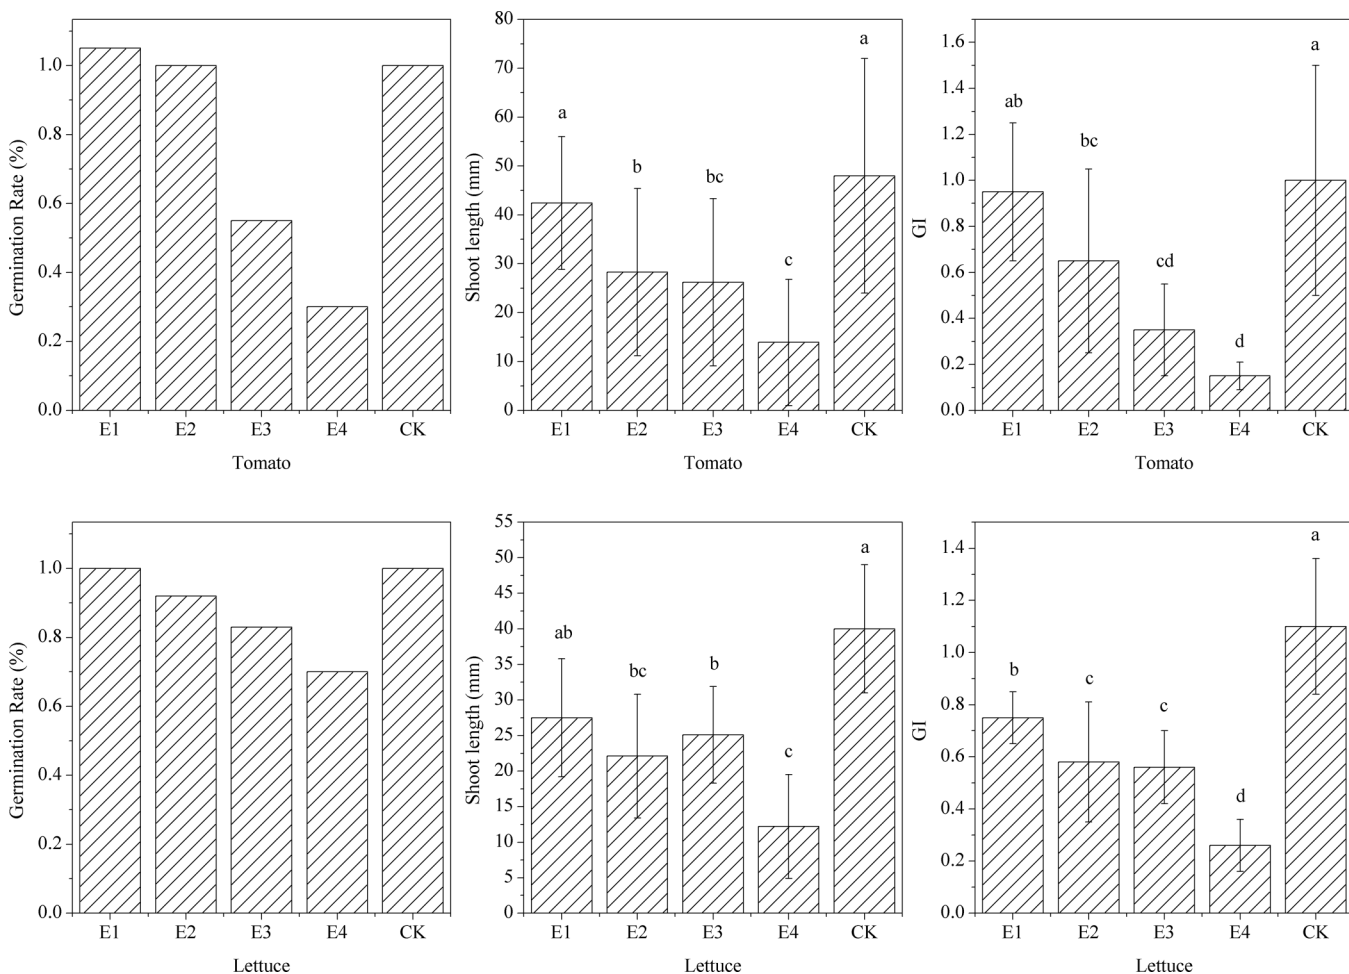 Germination Rate (%)
1.0
0.8
0.6
0.4
0.2
0.0
E1 E2 E3 E4 CK
Tomato
Shoot length (mm)
80
70
60
50
40
30
20
10
0
a
b
bc
c
a
E1 E2 E3 E4 CK
Tomato
GI
1.6
1.4
1.2
1.0
0.8
0.6
0.4
0.2
0.0
ab
bc
cd
d
a
E1 E2 E3 E4 CK
Tomato
Germination Rate (%)
1.0
0.8
0.6
0.4
0.2
0.0
E1 E2 E3 E4 CK
Lettuce
Shoot length (mm)
55
50
45
40
35
30
25
20
15
10
5
0
ab
bc
b
c
a
E1 E2 E3 E4 CK
Lettuce
GI
1.4
1.2
1.0
0.8
0.6
0.4
0.2
0.0
b
c
c
d
a
E1 E2 E3 E4 CK
Lettuce